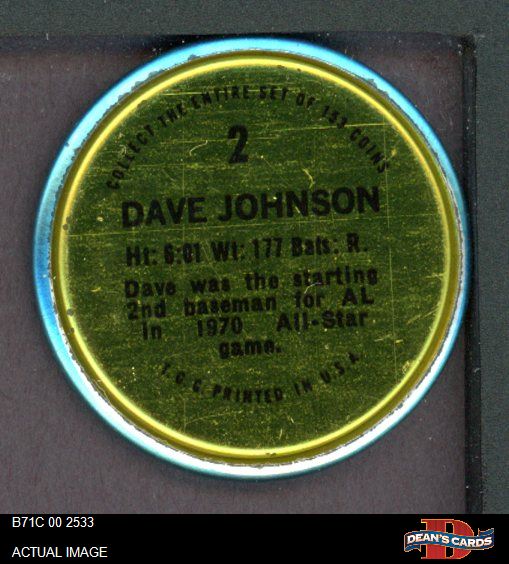 COLLECT THE ENTIRE SET OF 153 COINS
2
DAVE JOHNSON
Ht: 6:01 Wt: 177 Bats: R.
Dave was the starting
2nd baseman for AL
in 1970 All-Star
game.
T.C.G. PRINTED IN U.S.A.
B71C 00 2533
ACTUAL IMAGE
D
DEAN'S CARDS